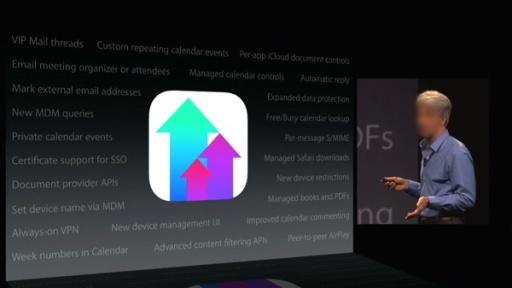 VIP Mail threads
Custom repeating calendar events
Per-app iCloud document controls
Email meeting organizer or attendees
Managed calendar controls
Automatic reply
Mark external email addresses
Expanded data protection
New MDM queries
Free/Busy calendar lookup
Private calendar events
Per-message S/MIME
Certificate support for SSO
Managed Safari downloads
Document provider APIs
New device restrictions
Set device name via MDM
Managed books and PDFs
Always-on VPN
New device management UI
Improved calendar commenting
Week numbers in Calendar
Advanced content filtering APIs
Peer-to-peer AirPlay
DFs
ng